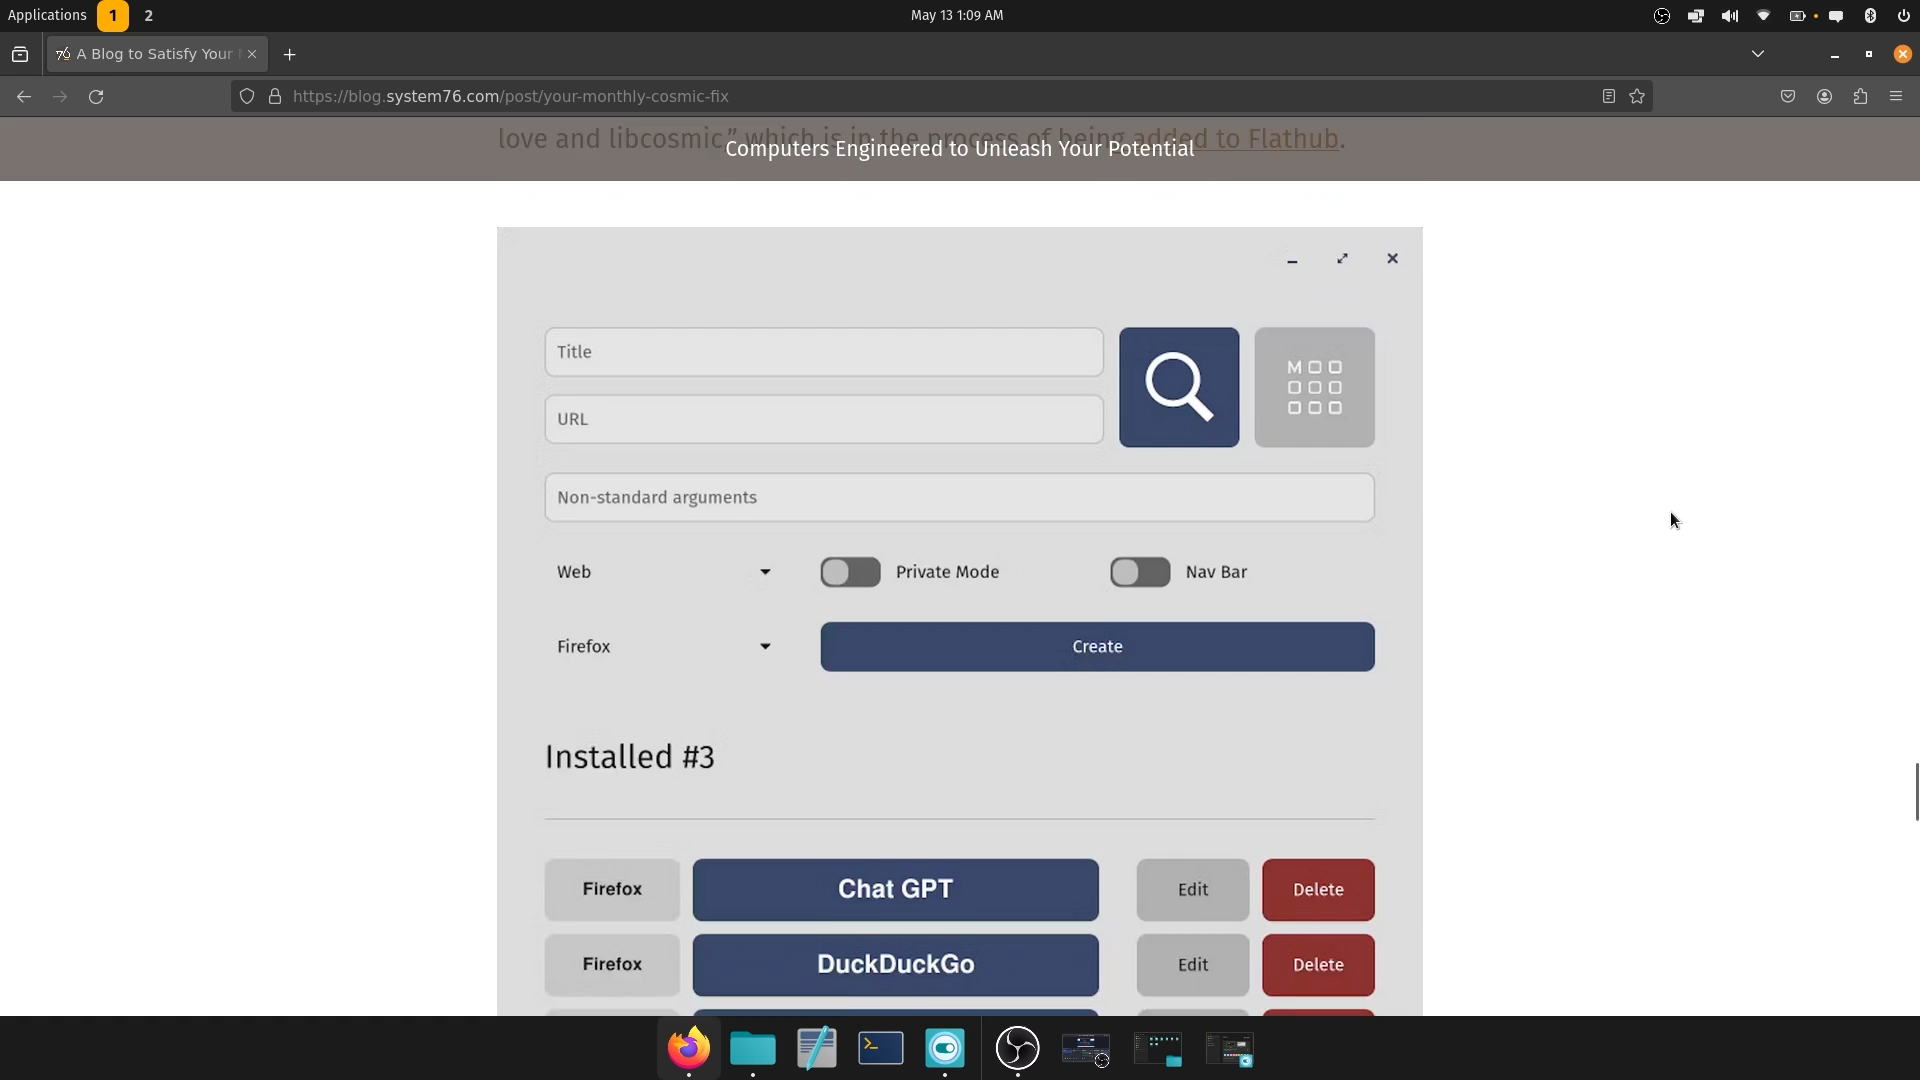 Applications 1 2 May 13 1:09 AM
A Blog to Satisfy Your
https://blog.system76.com/post/your-monthly-cosmic-fix
love and libcosmic,” which is in the process of being added to Flathub.
Computers Engineered to Unleash Your Potential
Title
URL
Non-standard arguments
Web Private Mode Nav Bar
Firefox Create
Installed #3
Firefox Chat GPT Edit Delete
Firefox DuckDuckGo Edit Delete